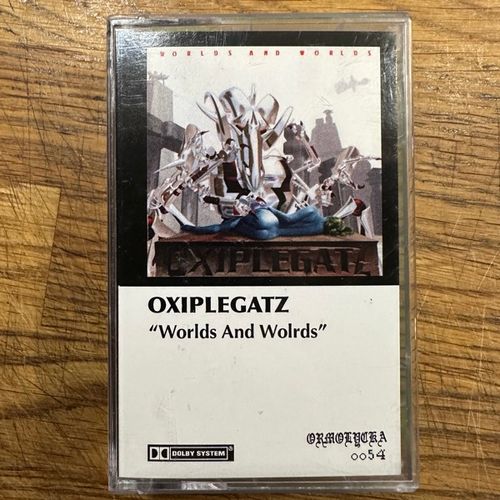 WORLDS AND WORLDS
OXIPLEGATZ
OXIPLEGATZ
“Worlds And Wolrds”
DOLBY SYSTEM®
ORMOLYCKA
0054